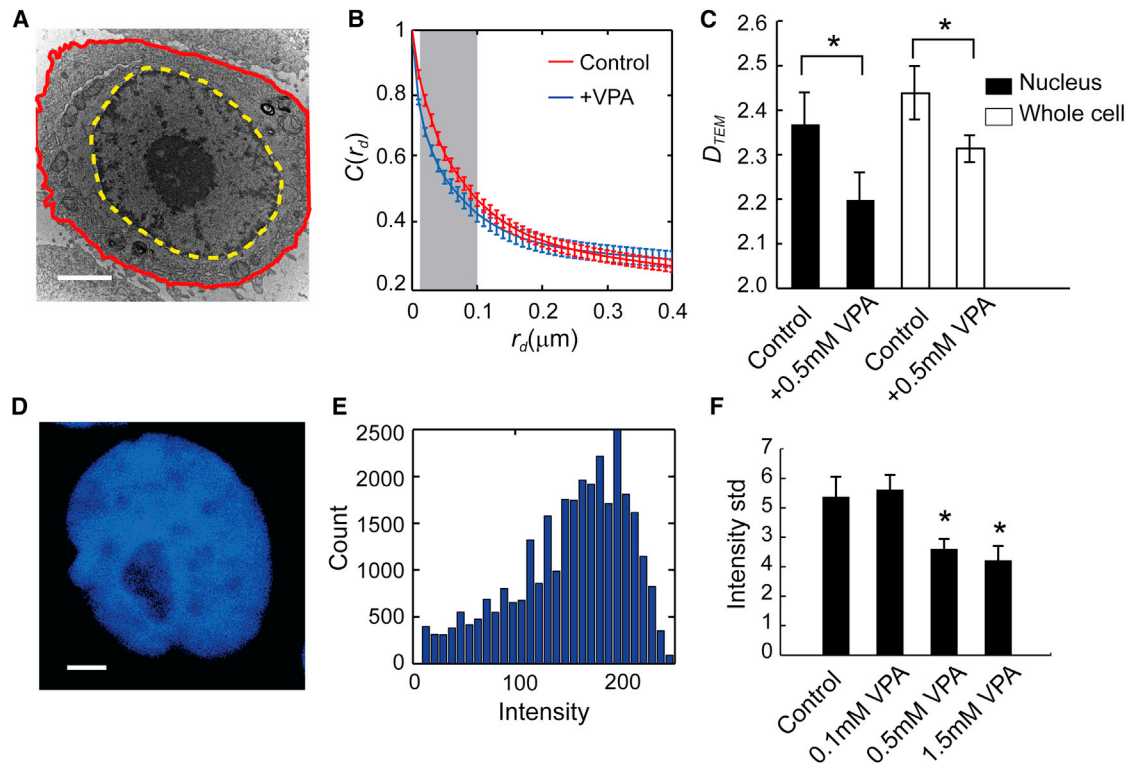 A
B
1
0.8
0.6
0.4
0.2
C(r_d)
Control
+VPA
0
0.1
0.2
0.3
0.4
r_d(μm)
C
*
*
2.6
2.5
2.4
2.3
2.2
2.1
2.0
D_TEM
Nucleus
Whole cell
Control
+0.5mM VPA
Control
+0.5mM VPA
D
E
2500
2000
1500
1000
500
0
Count
0
100
200
Intensity
F
7
6
5
3
4
2
1
0
Intensity std
*
*
Control
0.1mM VPA
0.5mM VPA
1.5mM VPA